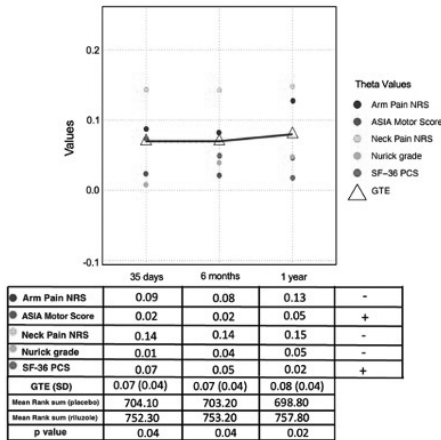 0.2
0.1
0.0
-0.1
Values
35 days 6 months 1 year
Theta Values
Arm Pain NRS
ASIA Motor Score
Neck Pain NRS
Nurick grade
SF-36 PCS
GTE
Arm Pain NRS 0.09 0.08 0.13 -
ASIA Motor Score 0.02 0.02 0.05 +
Neck Pain NRS 0.14 0.14 0.15 -
Nurick grade 0.01 0.04 0.05 -
SF-36 PCS 0.07 0.05 0.02 +
GTE (SD) 0.07 (0.04) 0.07 (0.04) 0.08 (0.04)
Mean Rank sum (placebo) 704.10 703.20 698.80
Mean Rank sum (riluzole) 752.30 753.20 757.80
p value 0.04 0.04 0.02